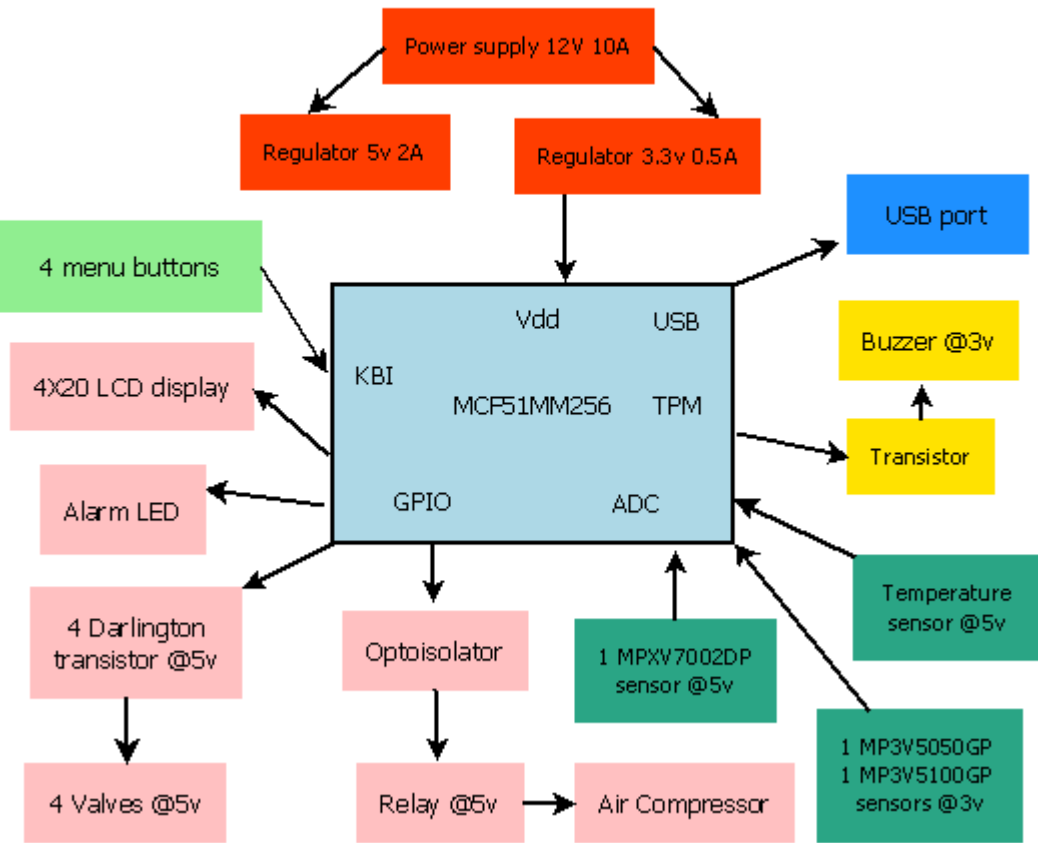 Power supply 12V 10A
Regulator 5v 2A
Regulator 3.3v 0.5A
USB port
4 menu buttons
Vdd
USB
Buzzer @3v
KBI
4X20 LCD display
MCF51MM256
TPM
Transistor
Alarm LED
GPIO
ADC
Temperature
sensor @5v
4 Darlington
transistor @5v
Optoisolator
1 MPXV7002DP
sensor @5v
1 MP3V5050GP
1 MP3V5100GP
sensors @3v
4 Valves @5v
Relay @5v
Air Compressor